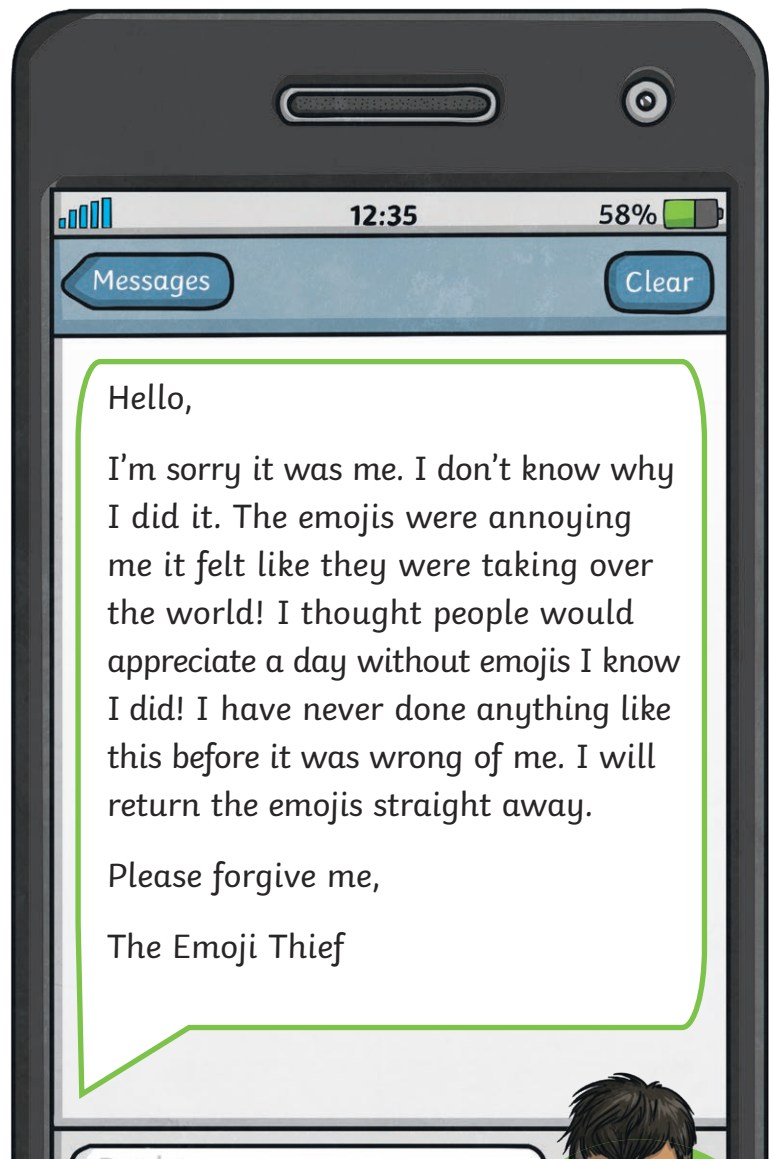 12:35
58%
Messages
Clear
Hello,
I'm sorry it was me. I don't know why
I did it. The emojis were annoying
me it felt like they were taking over
the world! I thought people would
appreciate a day without emojis I know
I did! I have never done anything like
this before it was wrong of me. I will
return the emojis straight away.
Please forgive me,
The Emoji Thief